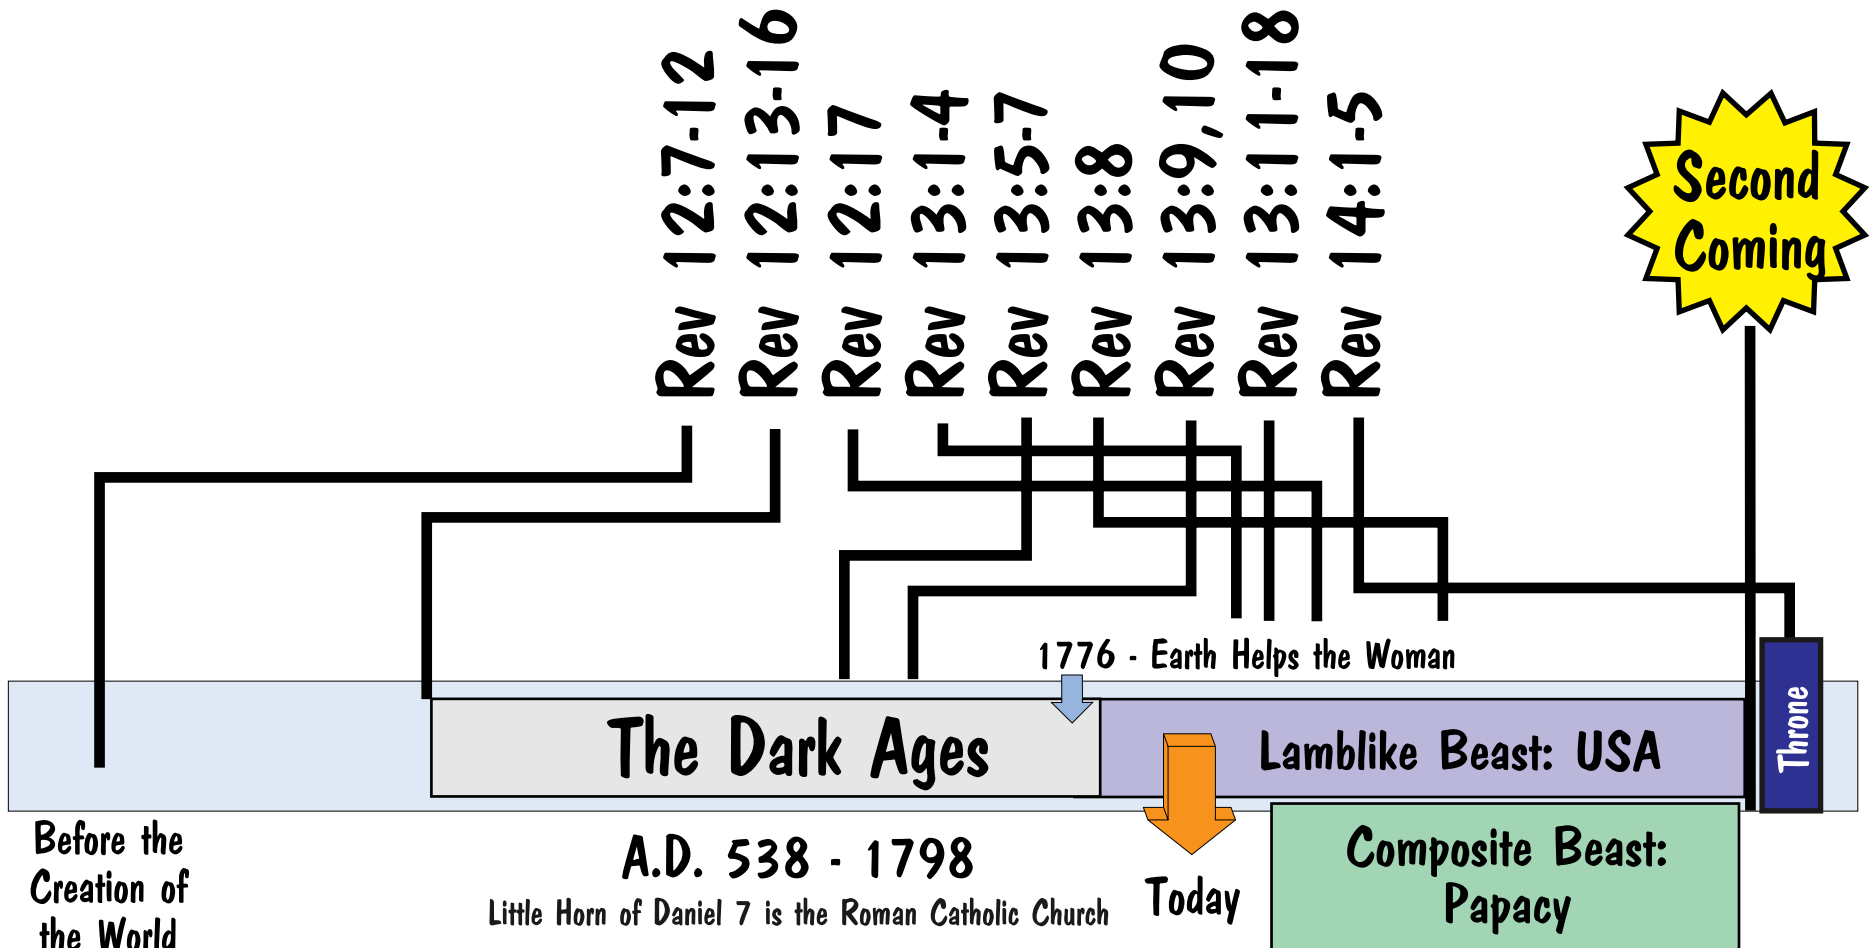 Rev 12:7-12
Rev 12:13-16
Rev 12:17
Rev 13:1-4
Rev 13:5-7
Rev 13:8
Rev 13:9,10
Rev 13:11-18
Rev 14:1-5
Second
Coming
1776 - Earth Helps the Woman
The Dark Ages
Lamblike Beast: USA
Throne
Before the
Creation of
the World
A.D. 538 - 1798
Little Horn of Daniel 7 is the Roman Catholic Church
Today
Composite Beast:
Papacy